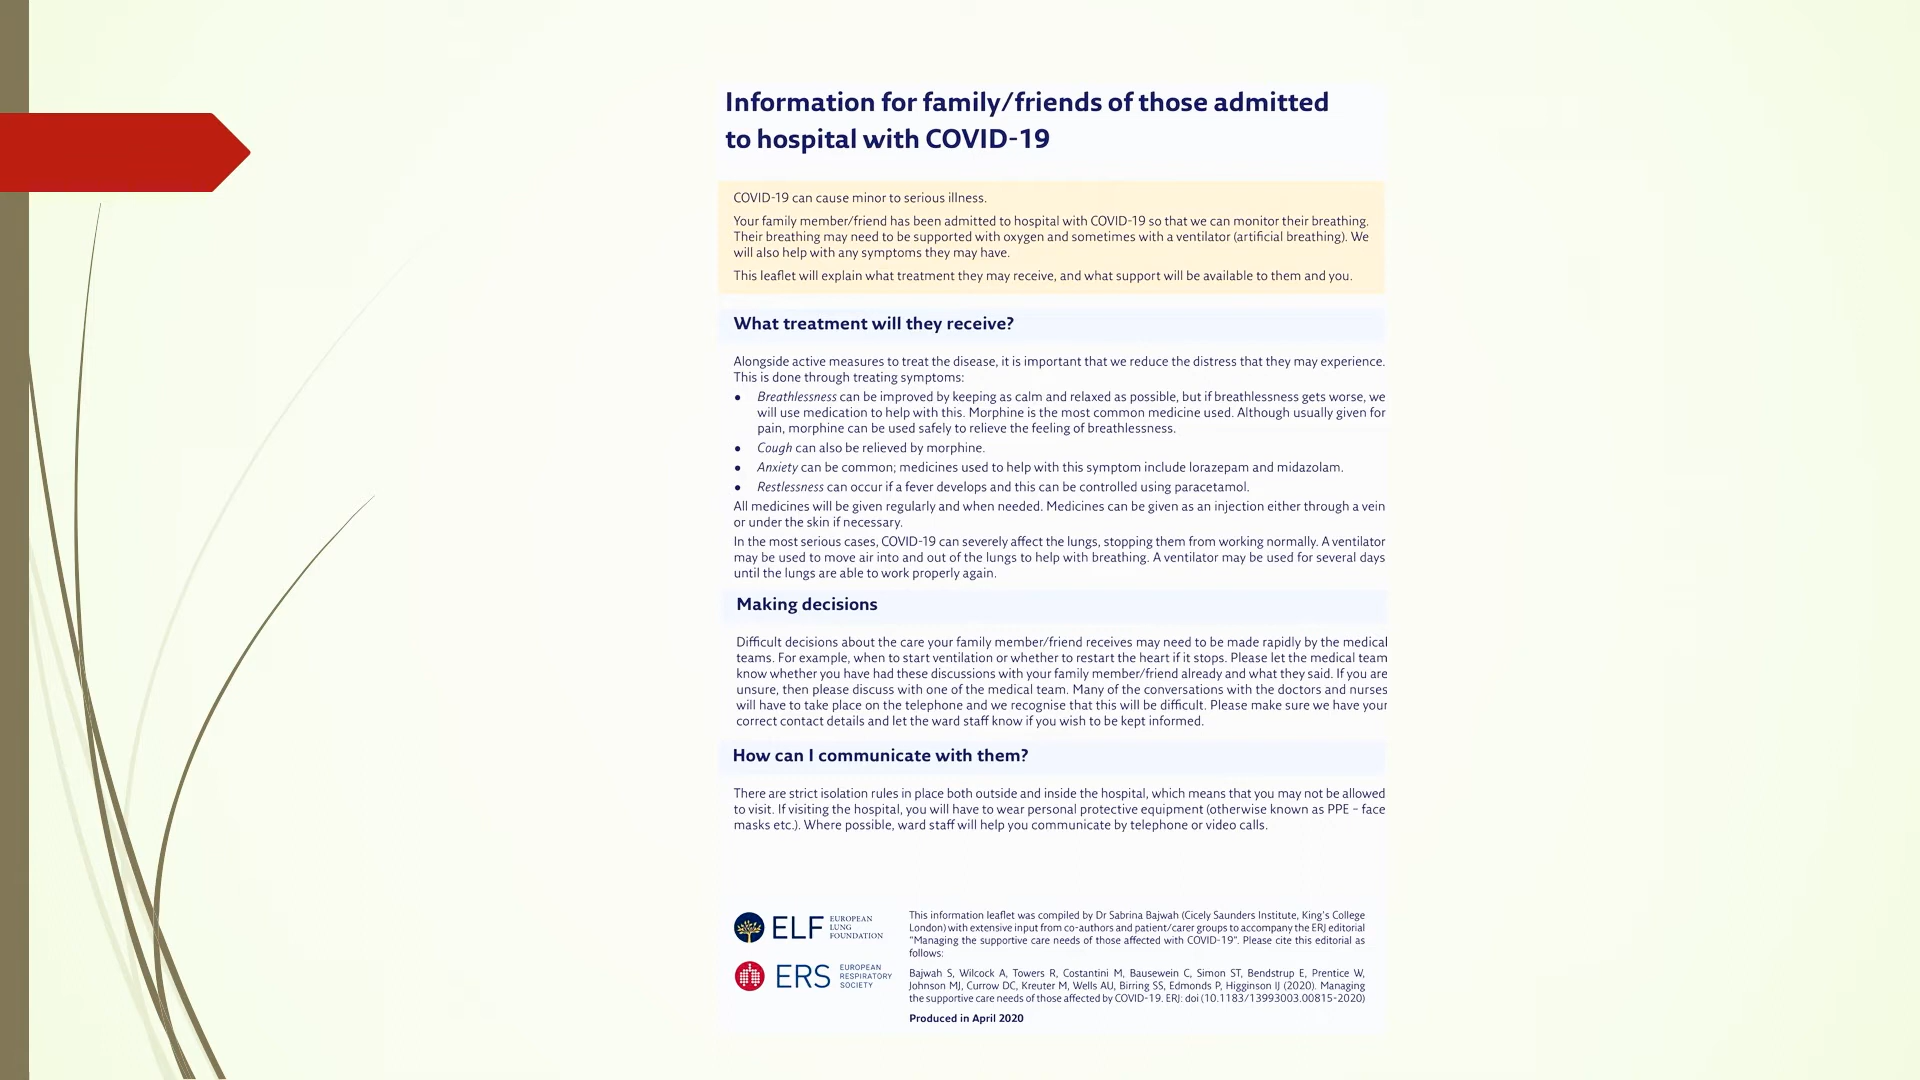 Information for family/friends of those admitted
to hospital with COVID-19
COVID-19 can cause minor to serious illness.
Your family member/friend has been admitted to hospital with COVID-19 so that we can monitor their breathing.
Their breathing may need to be supported with oxygen and sometimes with a ventilator (artificial breathing). We
will also help with any symptoms they may have.
This leaflet will explain what treatment they may receive, and what support will be available to them and you.
What treatment will they receive?
Alongside active measures to treat the disease, it is important that we reduce the distress that they may experience.
This is done through treating symptoms:
● Breathlessness can be improved by keeping as calm and relaxed as possible, but if breathlessness gets worse, we
will use medication to help with this. Morphine is the most common medicine used. Although usually given for
pain, morphine can be used safely to relieve the feeling of breathlessness.
● Cough can also be relieved by morphine.
● Anxiety can be common; medicines used to help with this symptom include lorazepam and midazolam.
● Restlessness can occur if a fever develops and this can be controlled using paracetamol.
All medicines will be given regularly and when needed. Medicines can be given as an injection either through a vein
or under the skin if necessary.
In the most serious cases, COVID-19 can severely affect the lungs, stopping them from working normally. A ventilator
may be used to move air into and out of the lungs to help with breathing. A ventilator may be used for several days
until the lungs are able to work properly again.
Making decisions
Difficult decisions about the care your family member/friend receives may need to be made rapidly by the medical
teams. For example, when to start ventilation or whether to restart the heart if it stops. Please let the medical team
know whether you have had these discussions with your family member/friend already and what they said. If you are
unsure, then please discuss with one of the medical team. Many of the conversations with the doctors and nurses
will have to take place on the telephone and we recognise that this will be difficult. Please make sure we have your
correct contact details and let the ward staff know if you wish to be kept informed.
How can I communicate with them?
There are strict isolation rules in place both outside and inside the hospital, which means that you may not be allowed
to visit. If visiting the hospital, you will have to wear personal protective equipment (otherwise known as PPE – face
masks etc.). Where possible, ward staff will help you communicate by telephone or video calls.
ELF EUROPEAN
LUNG
FOUNDATION
ERS EUROPEAN
RESPIRATORY
SOCIETY
This information leaflet was compiled by Dr Sabrina Bajwah (Cicely Saunders Institute, King's College
London) with extensive input from co-authors and patient/carer groups to accompany the ERJ editorial
"Managing the supportive care needs of those affected with COVID-19". Please cite this editorial as
follows:
Bajwah S, Wilcock A, Towers R, Costantini M, Bausewein C, Simon ST, Bendstrup E, Prentice W,
Johnson MJ, Currow DC, Kreuter M, Wells AU, Birring SS, Edmonds P, Higginson IJ (2020). Managing
the supportive care needs of those affected by COVID-19. ERJ: doi (10.1183/13993003.00815-2020)
Produced in April 2020